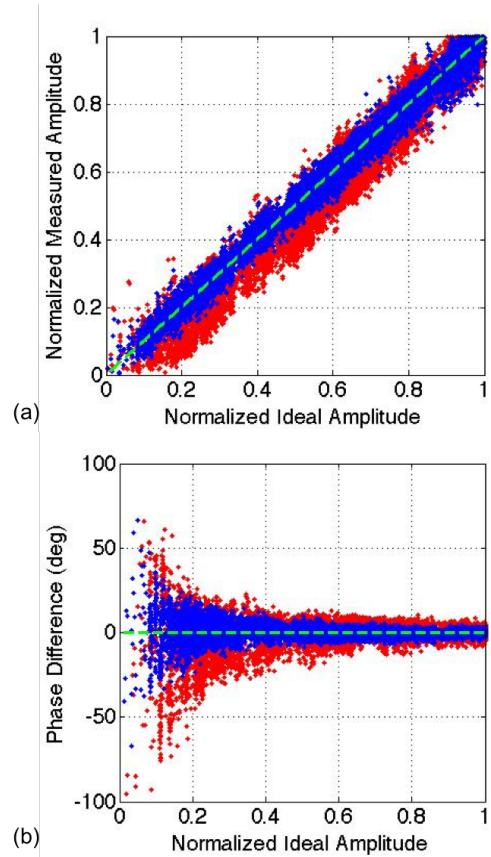 1
0.8
0.6
0.4
0.2
0
Normalized Measured Amplitude
0 0.2 0.4 0.6 0.8 1
Normalized Ideal Amplitude
(a)
100
50
0
-50
-100
Phase Difference (deg)
0 0.2 0.4 0.6 0.8 1
Normalized Ideal Amplitude
(b)